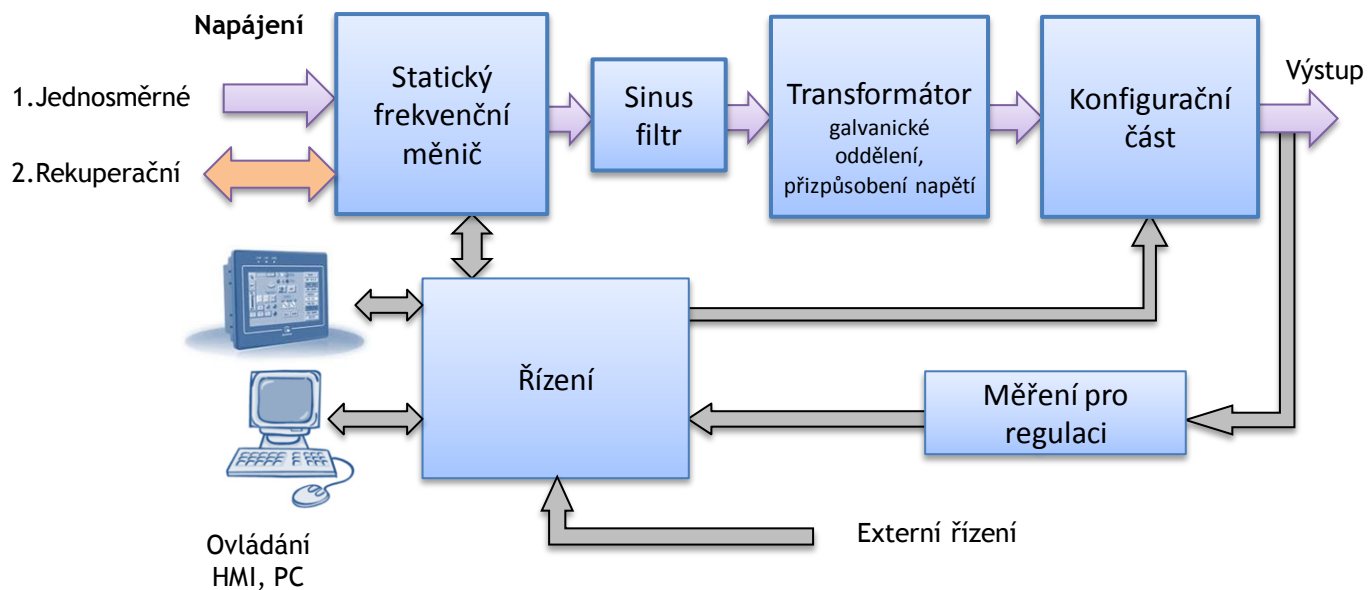 Napájení
1.Jednosměrné
2.Rekuperační
Statický
frekvenční
měnič
Sinus
filtr
Transformátor
galvanické
oddělení,
přizpůsobení napětí
Konfigurační
část
Výstup
Řízení
Měření pro
regulaci
Externí řízení
Ovládání
HMI, PC